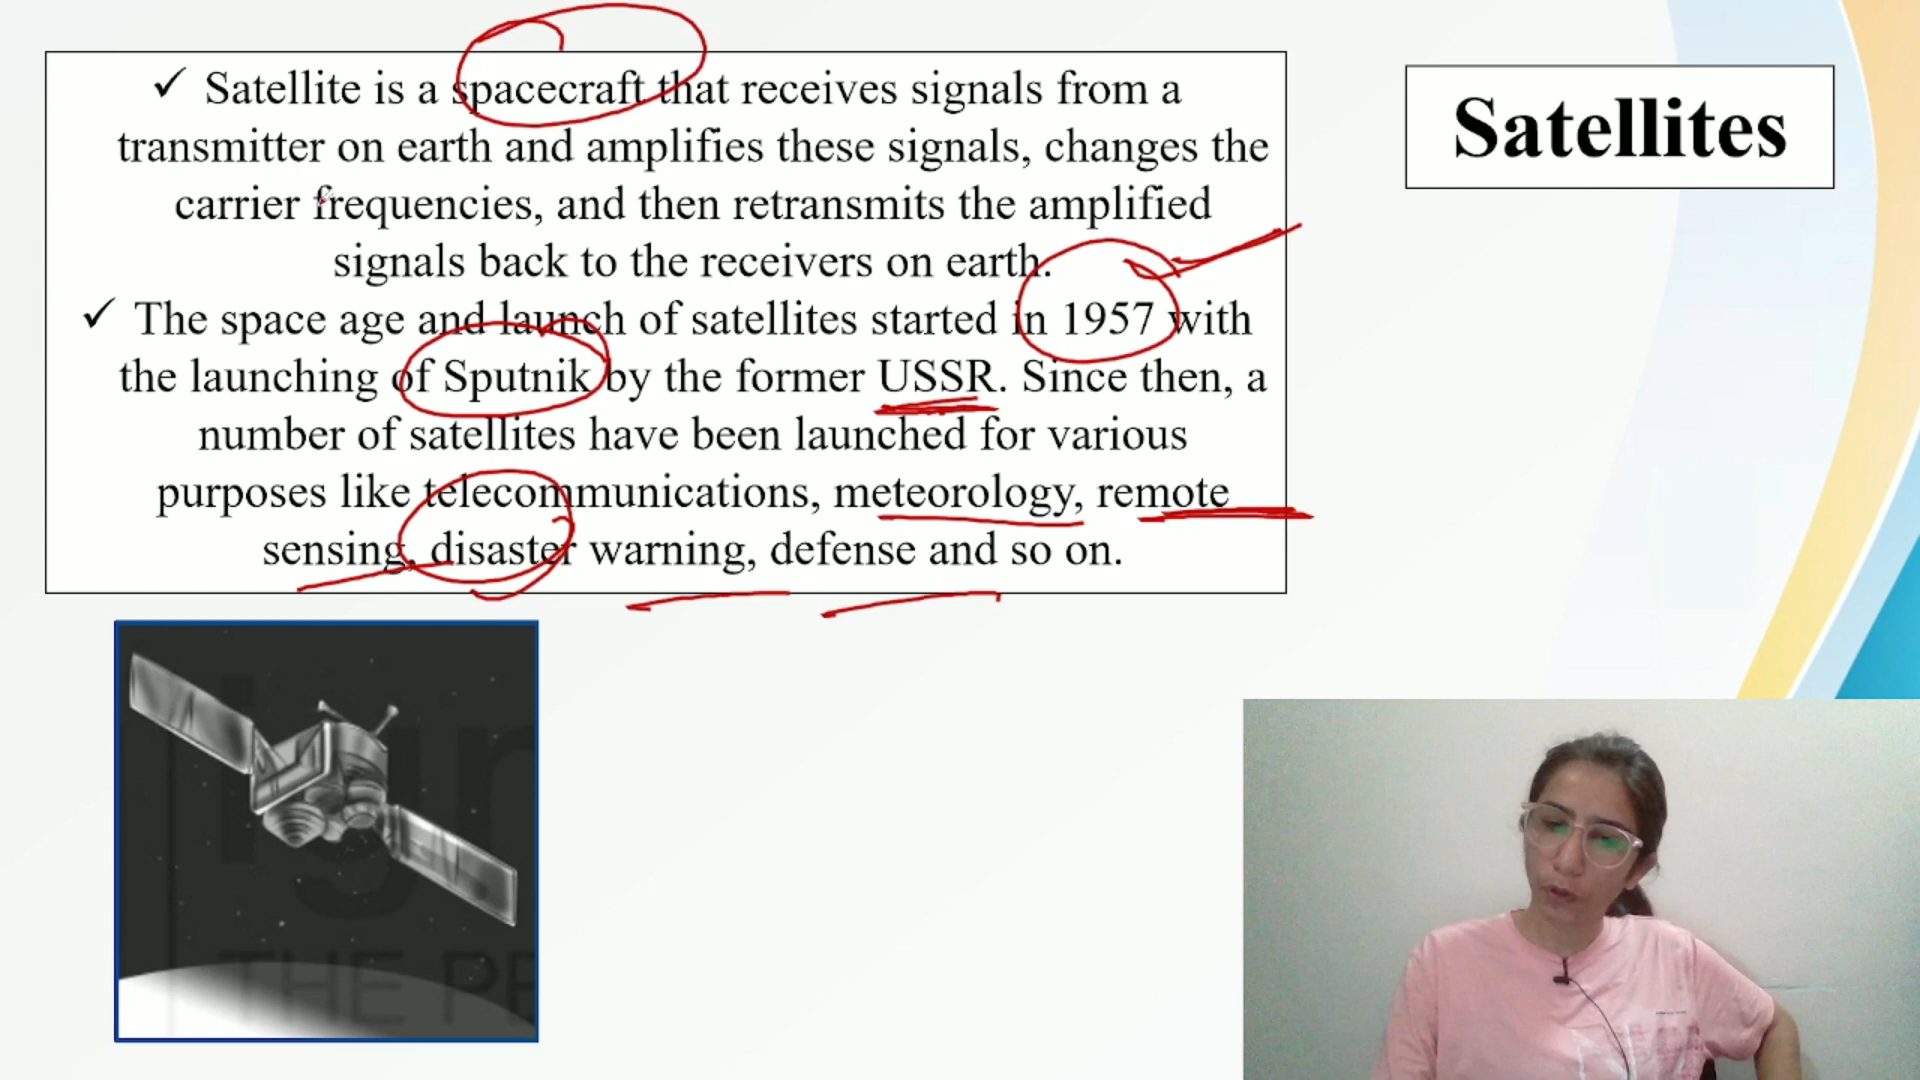 ✓ Satellite is a spacecraft that receives signals from a
transmitter on earth and amplifies these signals, changes the
carrier frequencies, and then retransmits the amplified
signals back to the receivers on earth.
✓ The space age and launch of satellites started in 1957 with
the launching of Sputnik by the former USSR. Since then, a
number of satellites have been launched for various
purposes like telecommunications, meteorology, remote
sensing, disaster warning, defense and so on.
Satellites
THE PE